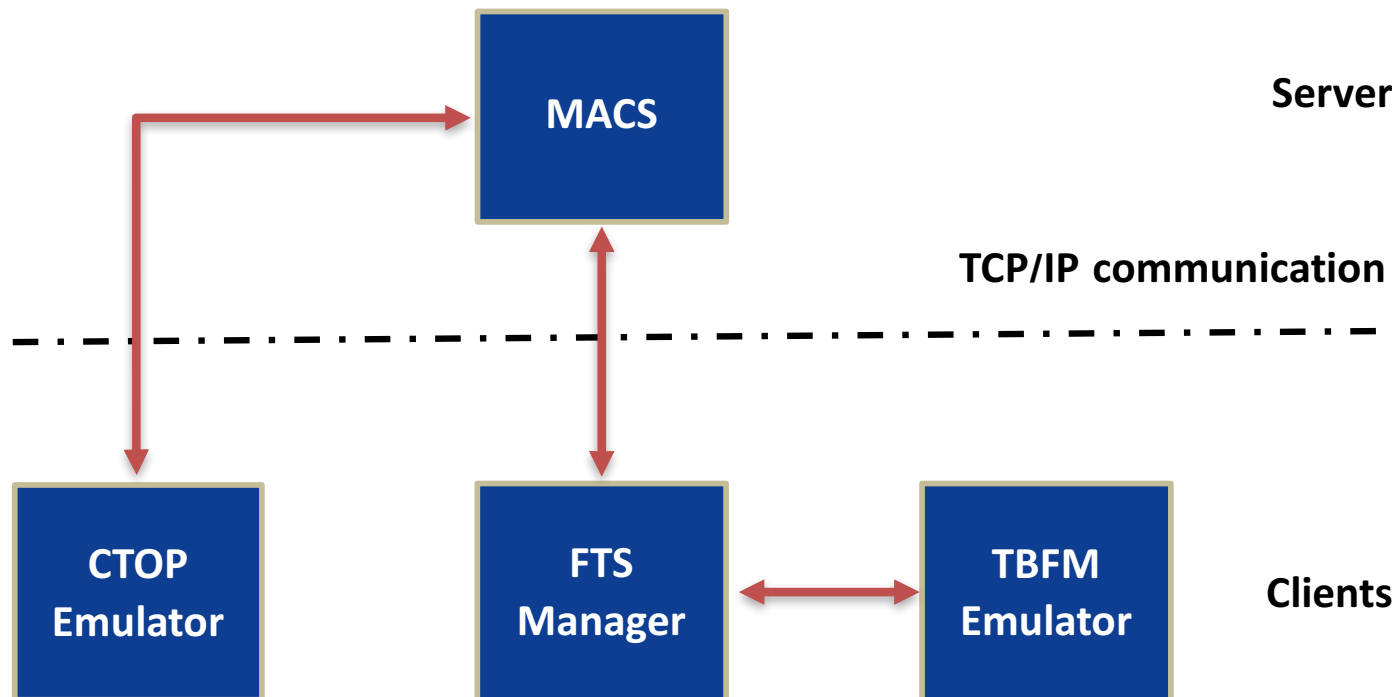 MACS
Server
TCP/IP communication
CTOP
Emulator
FTS
Manager
TBFM
Emulator
Clients